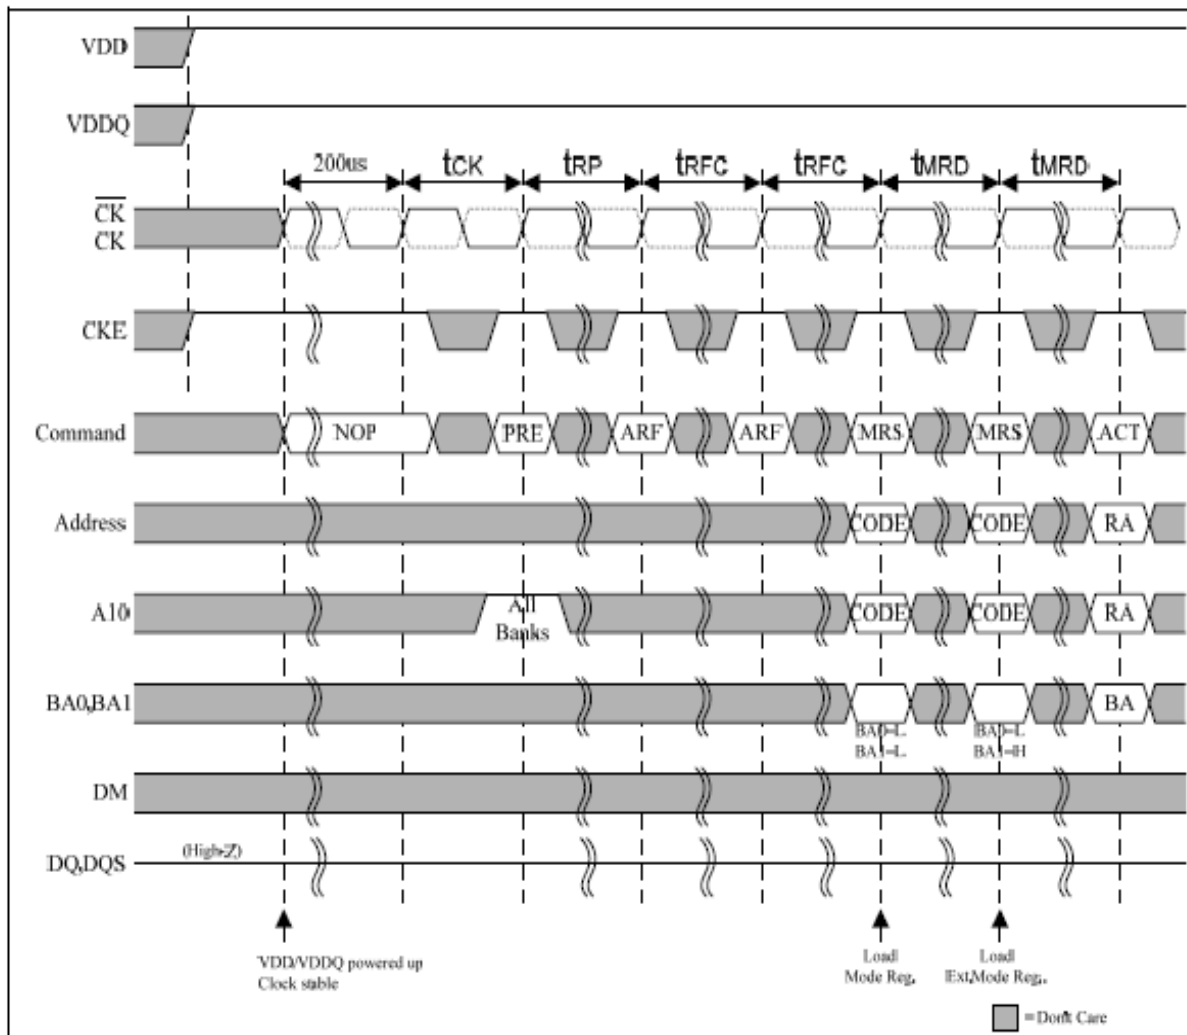 VDD
VDDQ
200us tCK tRP tRFC tRFC tMRD tMRD
CK
CK
CKE
Command NOP PRE ARF ARF MRS MRS ACT
Address CODE CODE RA
A10 All Banks CODE CODE RA
BA0,BA1 BA
BA0=L BA0=L
BA1=L BA1=H
DM
(High-Z)
DQ,DQS
VDD/VDDQ powered up
Clock stable
Load
Mode Reg.
Load
Ext.Mode Reg.
= Don't Care